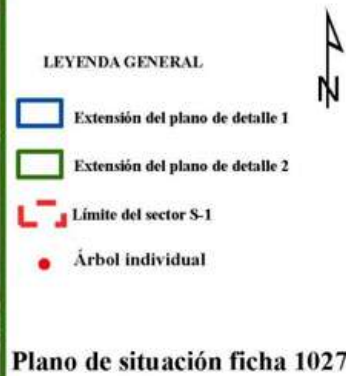 N
LEYENDA GENERAL
Extensión del plano de detalle 1
Extensión del plano de detalle 2
Límite del sector S-1
Árbol individual
Plano de situación ficha 1027